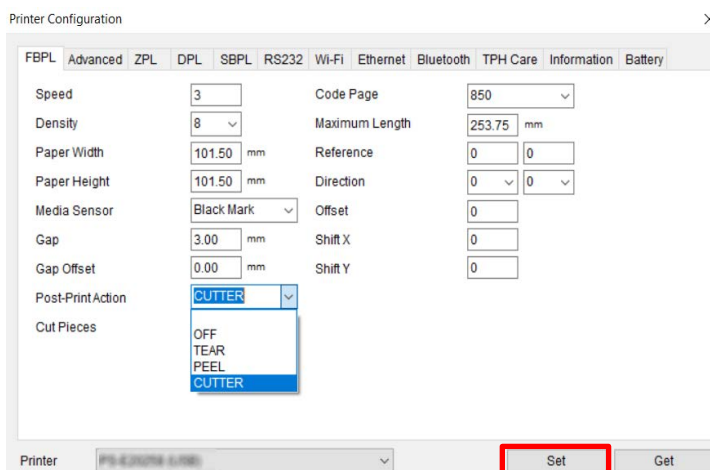 Printer Configuration
FBPL Advanced ZPL DPL SBPL RS232 Wi-Fi Ethernet Bluetooth TPH Care Information Battery
Speed 3 Code Page 850
Density 8 Maximum Length 253.75 mm
Paper Width 101.50 mm Reference 0 0
Paper Height 101.50 mm Direction 0 0
Media Sensor Black Mark Offset 0
Gap 3.00 mm Shift X 0
Gap Offset 0.00 mm Shift Y 0
Post-Print Action CUTTER
Cut Pieces
OFF
TEAR
PEEL
CUTTER
Printer Set Get